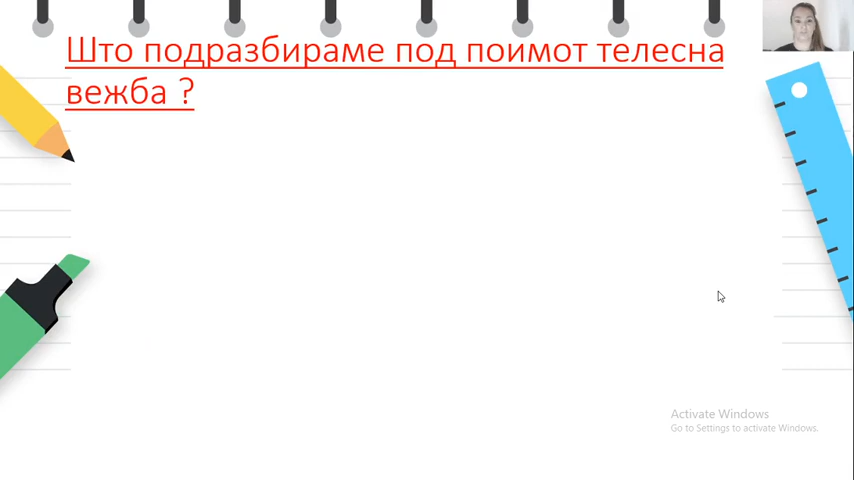 Што подразбираме под поимот телесна
вежба ?
Activate Windows
Go to Settings to activate Windows.